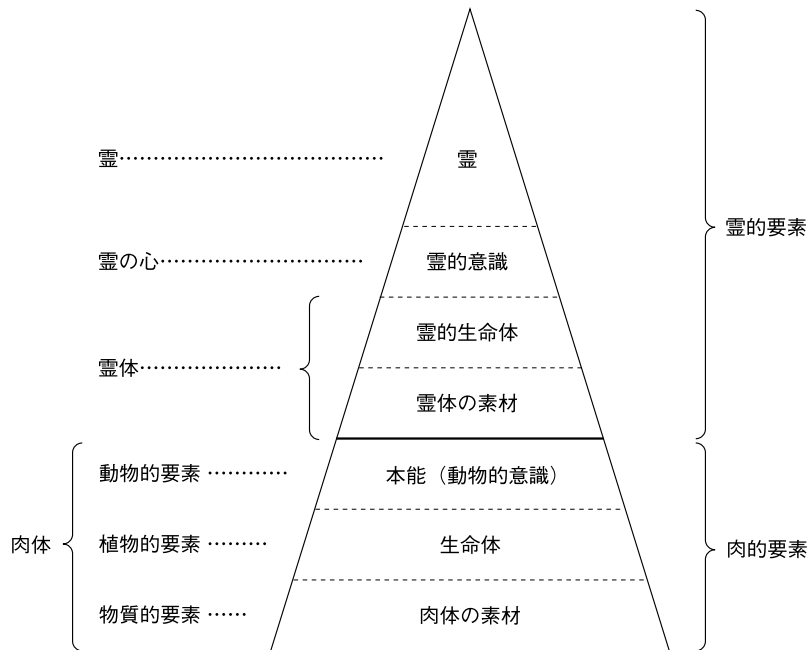 霊……………………………………
霊
霊的要素
霊の心……………………………
霊的意識
霊的生命体
霊体……………………
霊体の素材
動物的要素 …………
本能（動物的意識）
肉体
植物的要素 ………
生命体
肉的要素
物質的要素 ……
肉体の素材